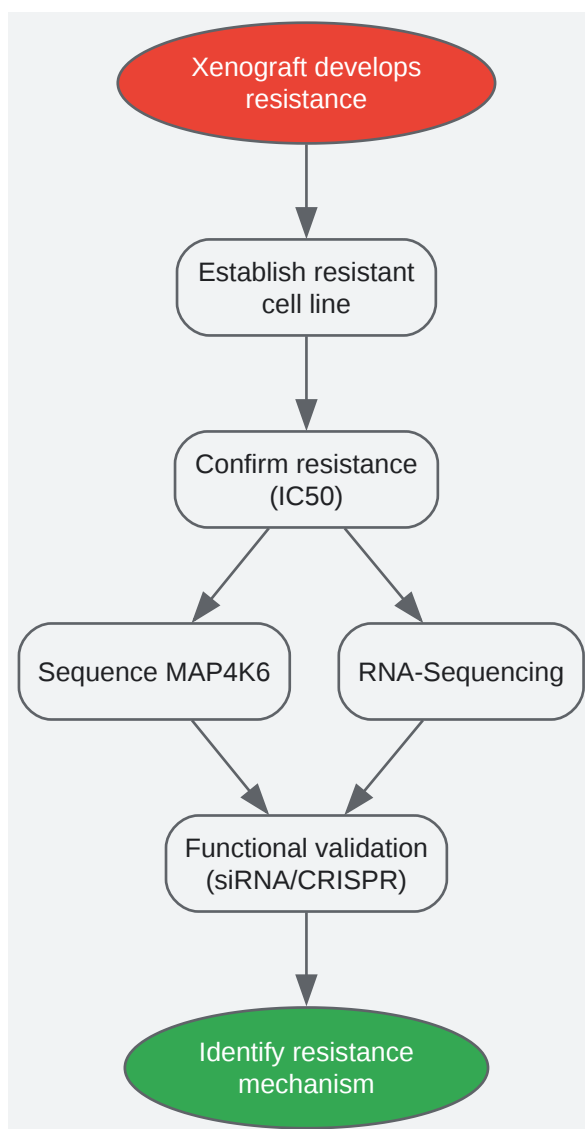 Xenograft develops
resistance
Establish resistant
cell line
Confirm resistance
(IC50)
Sequence MAP4K6
RNA-Sequencing
Functional validation
(siRNA/CRISPR)
Identify resistance
mechanism